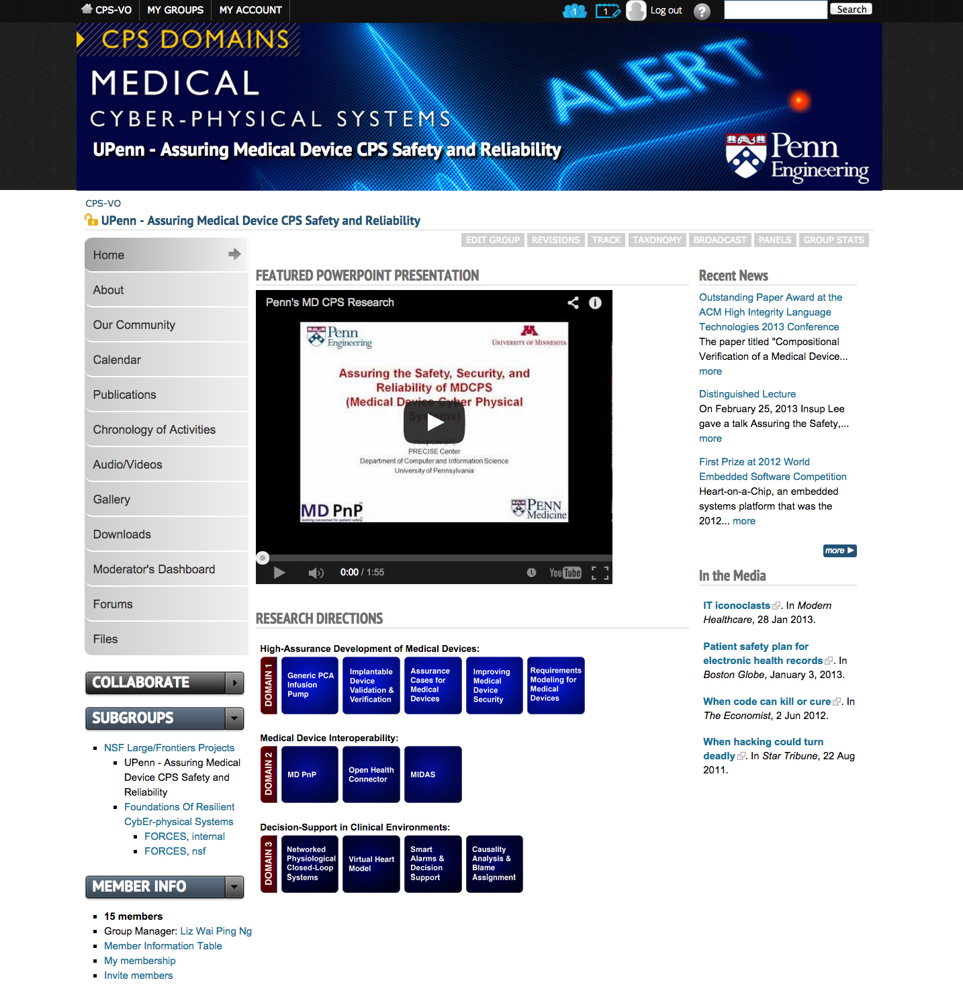 CPS-VO
MY GROUPS
MY ACCOUNT
1
1
Log out
?
Search
CPS DOMAINS
MEDICAL
CYBER-PHYSICAL SYSTEMS
UPenn - Assuring Medical Device CPS Safety and Reliability
ALERT
Penn
Engineering
CPS-VO
UPenn - Assuring Medical Device CPS Safety and Reliability
EDIT GROUP
REVISIONS
TRACK
TAXONOMY
BROADCAST
PANELS
GROUP STATS
Home
About
Our Community
Calendar
Publications
Chronology of Activities
Audio/Videos
Gallery
Downloads
Moderator's Dashboard
Forums
Files
COLLABORATE
SUBGROUPS
NSF Large/Frontiers Projects
UPenn - Assuring Medical
Device CPS Safety and
Reliability
Foundations Of Resilient
CybEr-physical Systems
FORCES, internal
FORCES, nsf
MEMBER INFO
15 members
Group Manager: Liz Wai Ping Ng
Member Information Table
My membership
Invite members
FEATURED POWERPOINT PRESENTATION
Penn's MD CPS Research
Penn
Engineering
UNIVERSITY OF MINNESOTA
Assuring the Safety, Security, and
Reliability of MDCPS
(Medical Device Cyber Physical
Systems)
PRECISE Center
Department of Computer and Information Science
University of Pennsylvania
MD PnP
Getting connected for patient safety
PENN
Medicine
0:00 / 1:55
YouTube
RESEARCH DIRECTIONS
High-Assurance Development of Medical Devices:
DOMAIN 1
Generic PCA
Infusion
Pump
Implantable
Device
Validation &
Verification
Assurance
Cases for
Medical
Devices
Improving
Medical
Device
Security
Requirements
Modeling for
Medical
Devices
Medical Device Interoperability:
DOMAIN 2
MD PnP
Open Health
Connector
MIDAS
Decision-Support in Clinical Environments:
DOMAIN 3
Networked
Physiological
Closed-Loop
Systems
Virtual Heart
Model
Smart
Alarms &
Decision
Support
Causality
Analysis &
Blame
Assignment
Recent News
Outstanding Paper Award at the
ACM High Integrity Language
Technologies 2013 Conference
The paper titled "Compositional
Verification of a Medical Device...
more
Distinguished Lecture
On February 25, 2013 Insup Lee
gave a talk Assuring the Safety,...
more
First Prize at 2012 World
Embedded Software Competition
Heart-on-a-Chip, an embedded
systems platform that was the
2012... more
more
In the Media
IT iconoclasts. In Modern
Healthcare, 28 Jan 2013.
Patient safety plan for
electronic health records. In
Boston Globe, January 3, 2013.
When code can kill or cure. In
The Economist, 2 Jun 2012.
When hacking could turn
deadly. In Star Tribune, 22 Aug
2011.